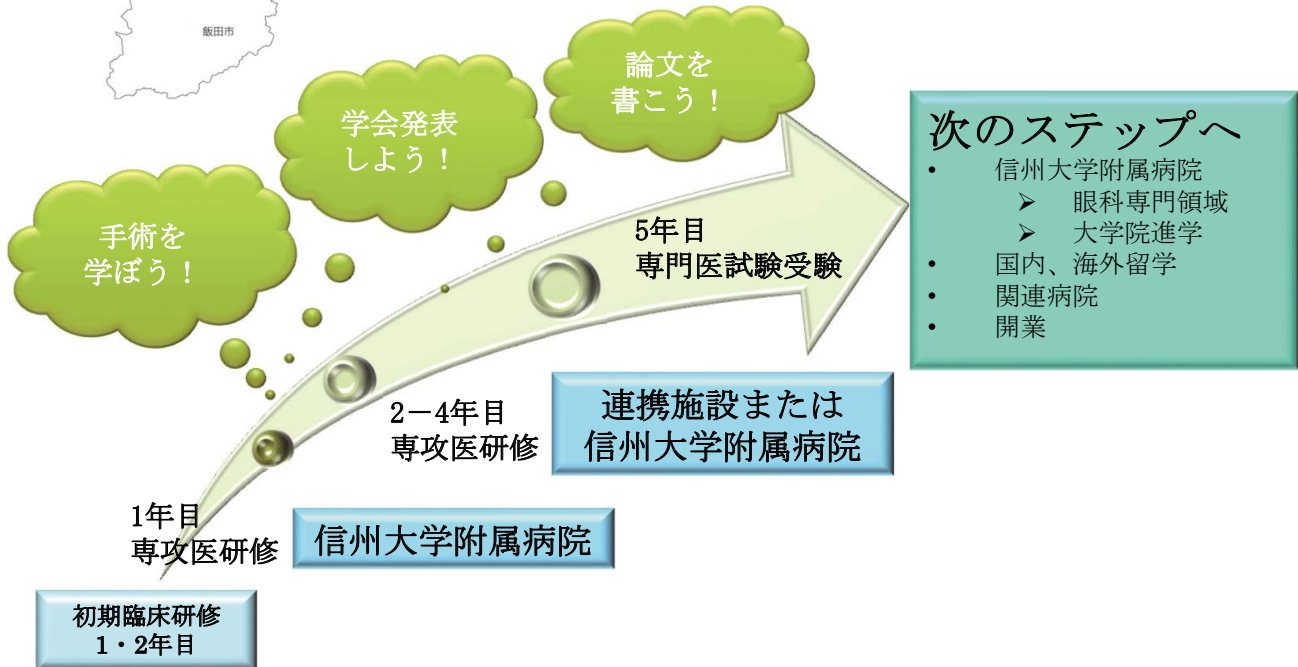 飯田市
論文を
書こう！
学会発表
しよう！
手術を
学ぼう！
次のステップへ
• 信州大学附属病院
➢ 眼科専門領域
➢ 大学院進学
• 国内、海外留学
• 関連病院
• 開業
5年目
専門医試験受験
2－4年目
専攻医研修
連携施設または
信州大学附属病院
1年目
専攻医研修
信州大学附属病院
初期臨床研修
1・2年目